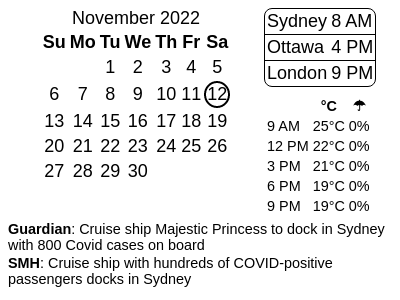 November 2022
Su Mo Tu We Th Fr Sa
1 2 3 4 5
6 7 8 9 10 11 12
13 14 15 16 17 18 19
20 21 22 23 24 25 26
27 28 29 30
Sydney 8 AM
Ottawa 4 PM
London 9 PM
°C ☂
9 AM 25°C 0%
12 PM 22°C 0%
3 PM 21°C 0%
6 PM 19°C 0%
9 PM 19°C 0%
Guardian: Cruise ship Majestic Princess to dock in Sydney
with 800 Covid cases on board
SMH: Cruise ship with hundreds of COVID-positive
passengers docks in Sydney